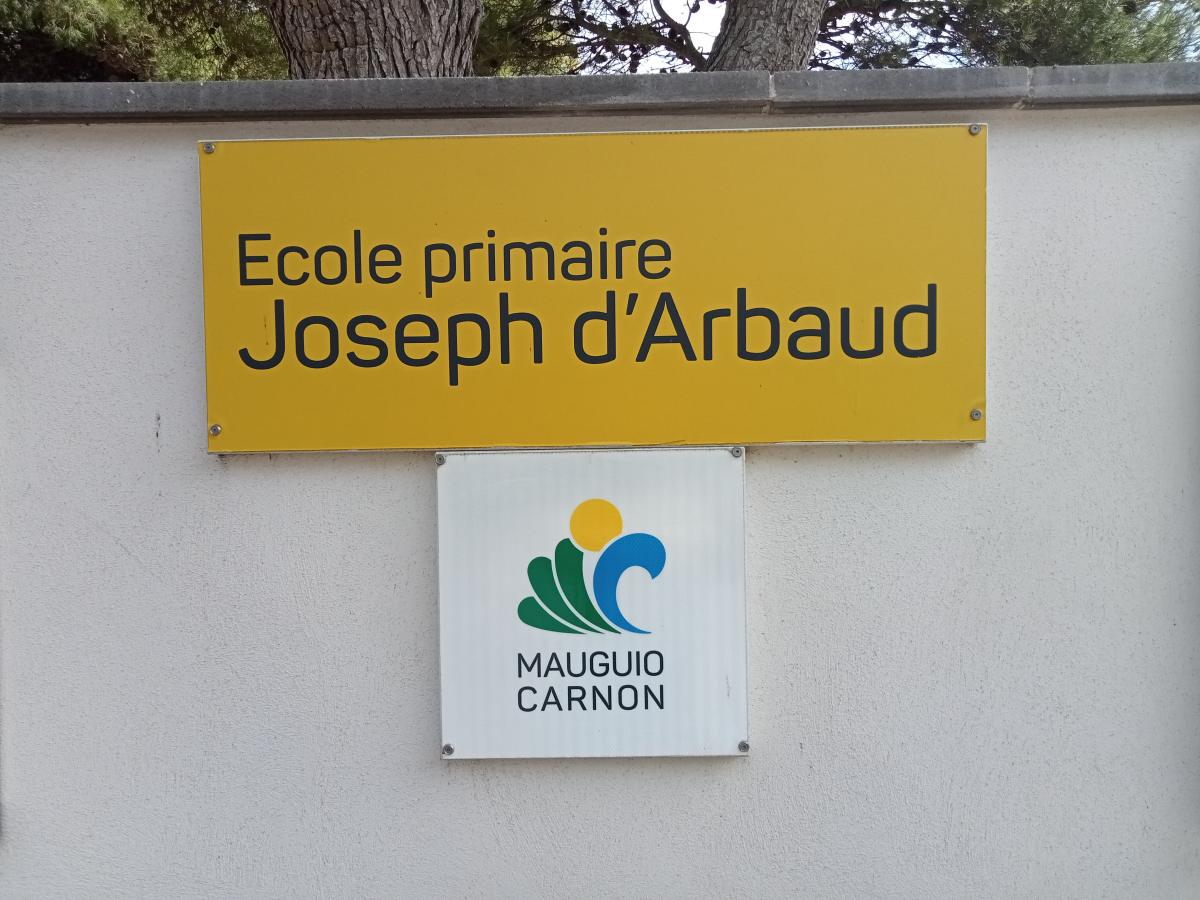 Ecole primaire
Joseph d'Arbaud
MAUGUIO
CARNON